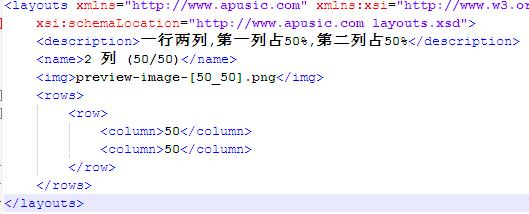 <layouts xmlns="http://www.apusic.com" xmlns:xsi="http://www.w3.or
xsi:schemaLocation="http://www.apusic.com layouts.xsd">
<description>一行两列,第一列占50%,第二列占50%</description>
<name>2 列 (50/50)</name>
<img>preview-image-[50_50].png</img>
<rows>
<row>
<column>50</column>
<column>50</column>
</row>
</rows>
</layouts>